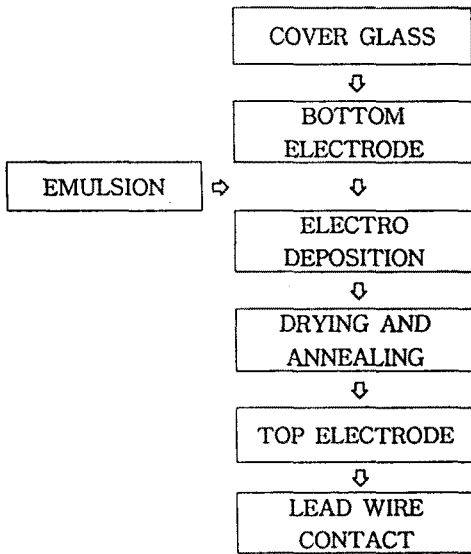 COVER GLASS
BOTTOM
ELECTRODE
EMULSION
ELECTRO
DEPOSITION
DRYING AND
ANNEALING
TOP ELECTRODE
LEAD WIRE
CONTACT